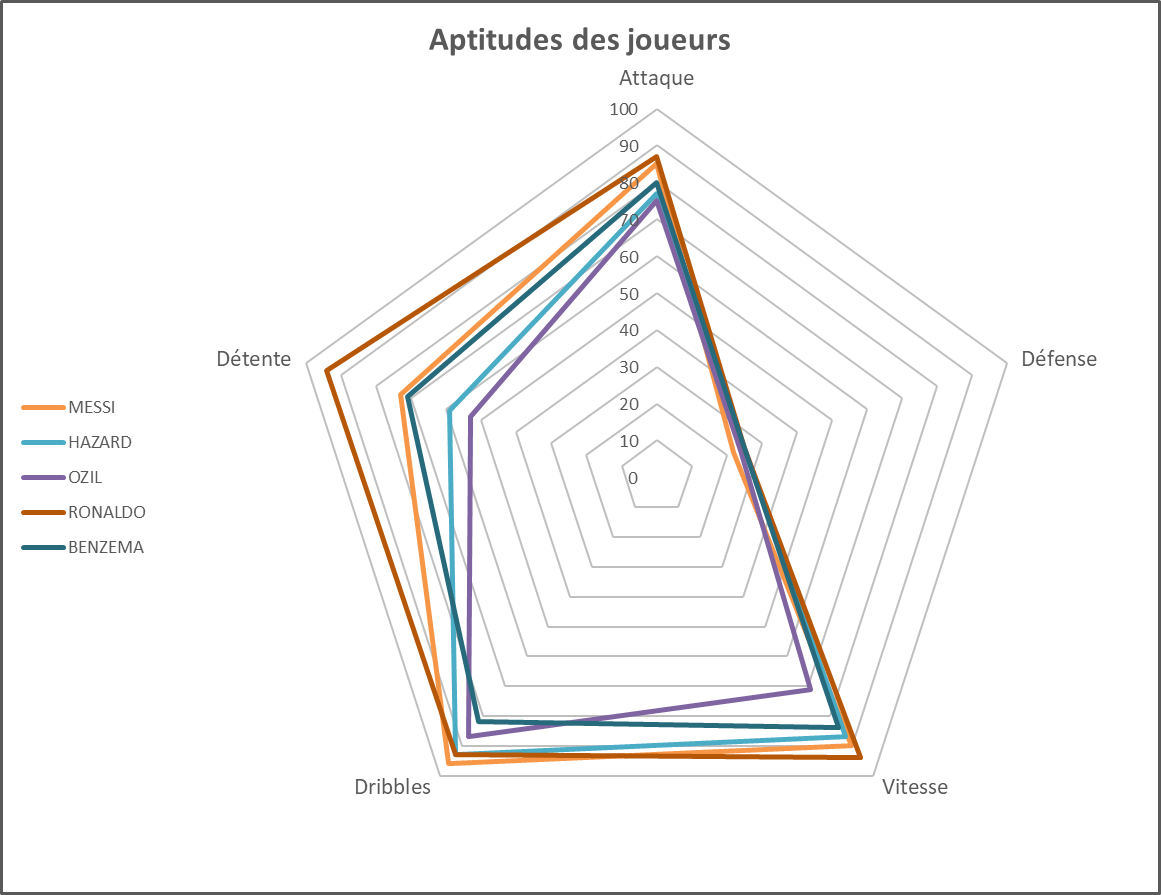 Aptitudes des joueurs
Attaque
100
90
80
70
60
50
40
30
20
10
0
Détente
Défense
MESSI
HAZARD
OZIL
RONALDO
BENZEMA
Dribbles
Vitesse